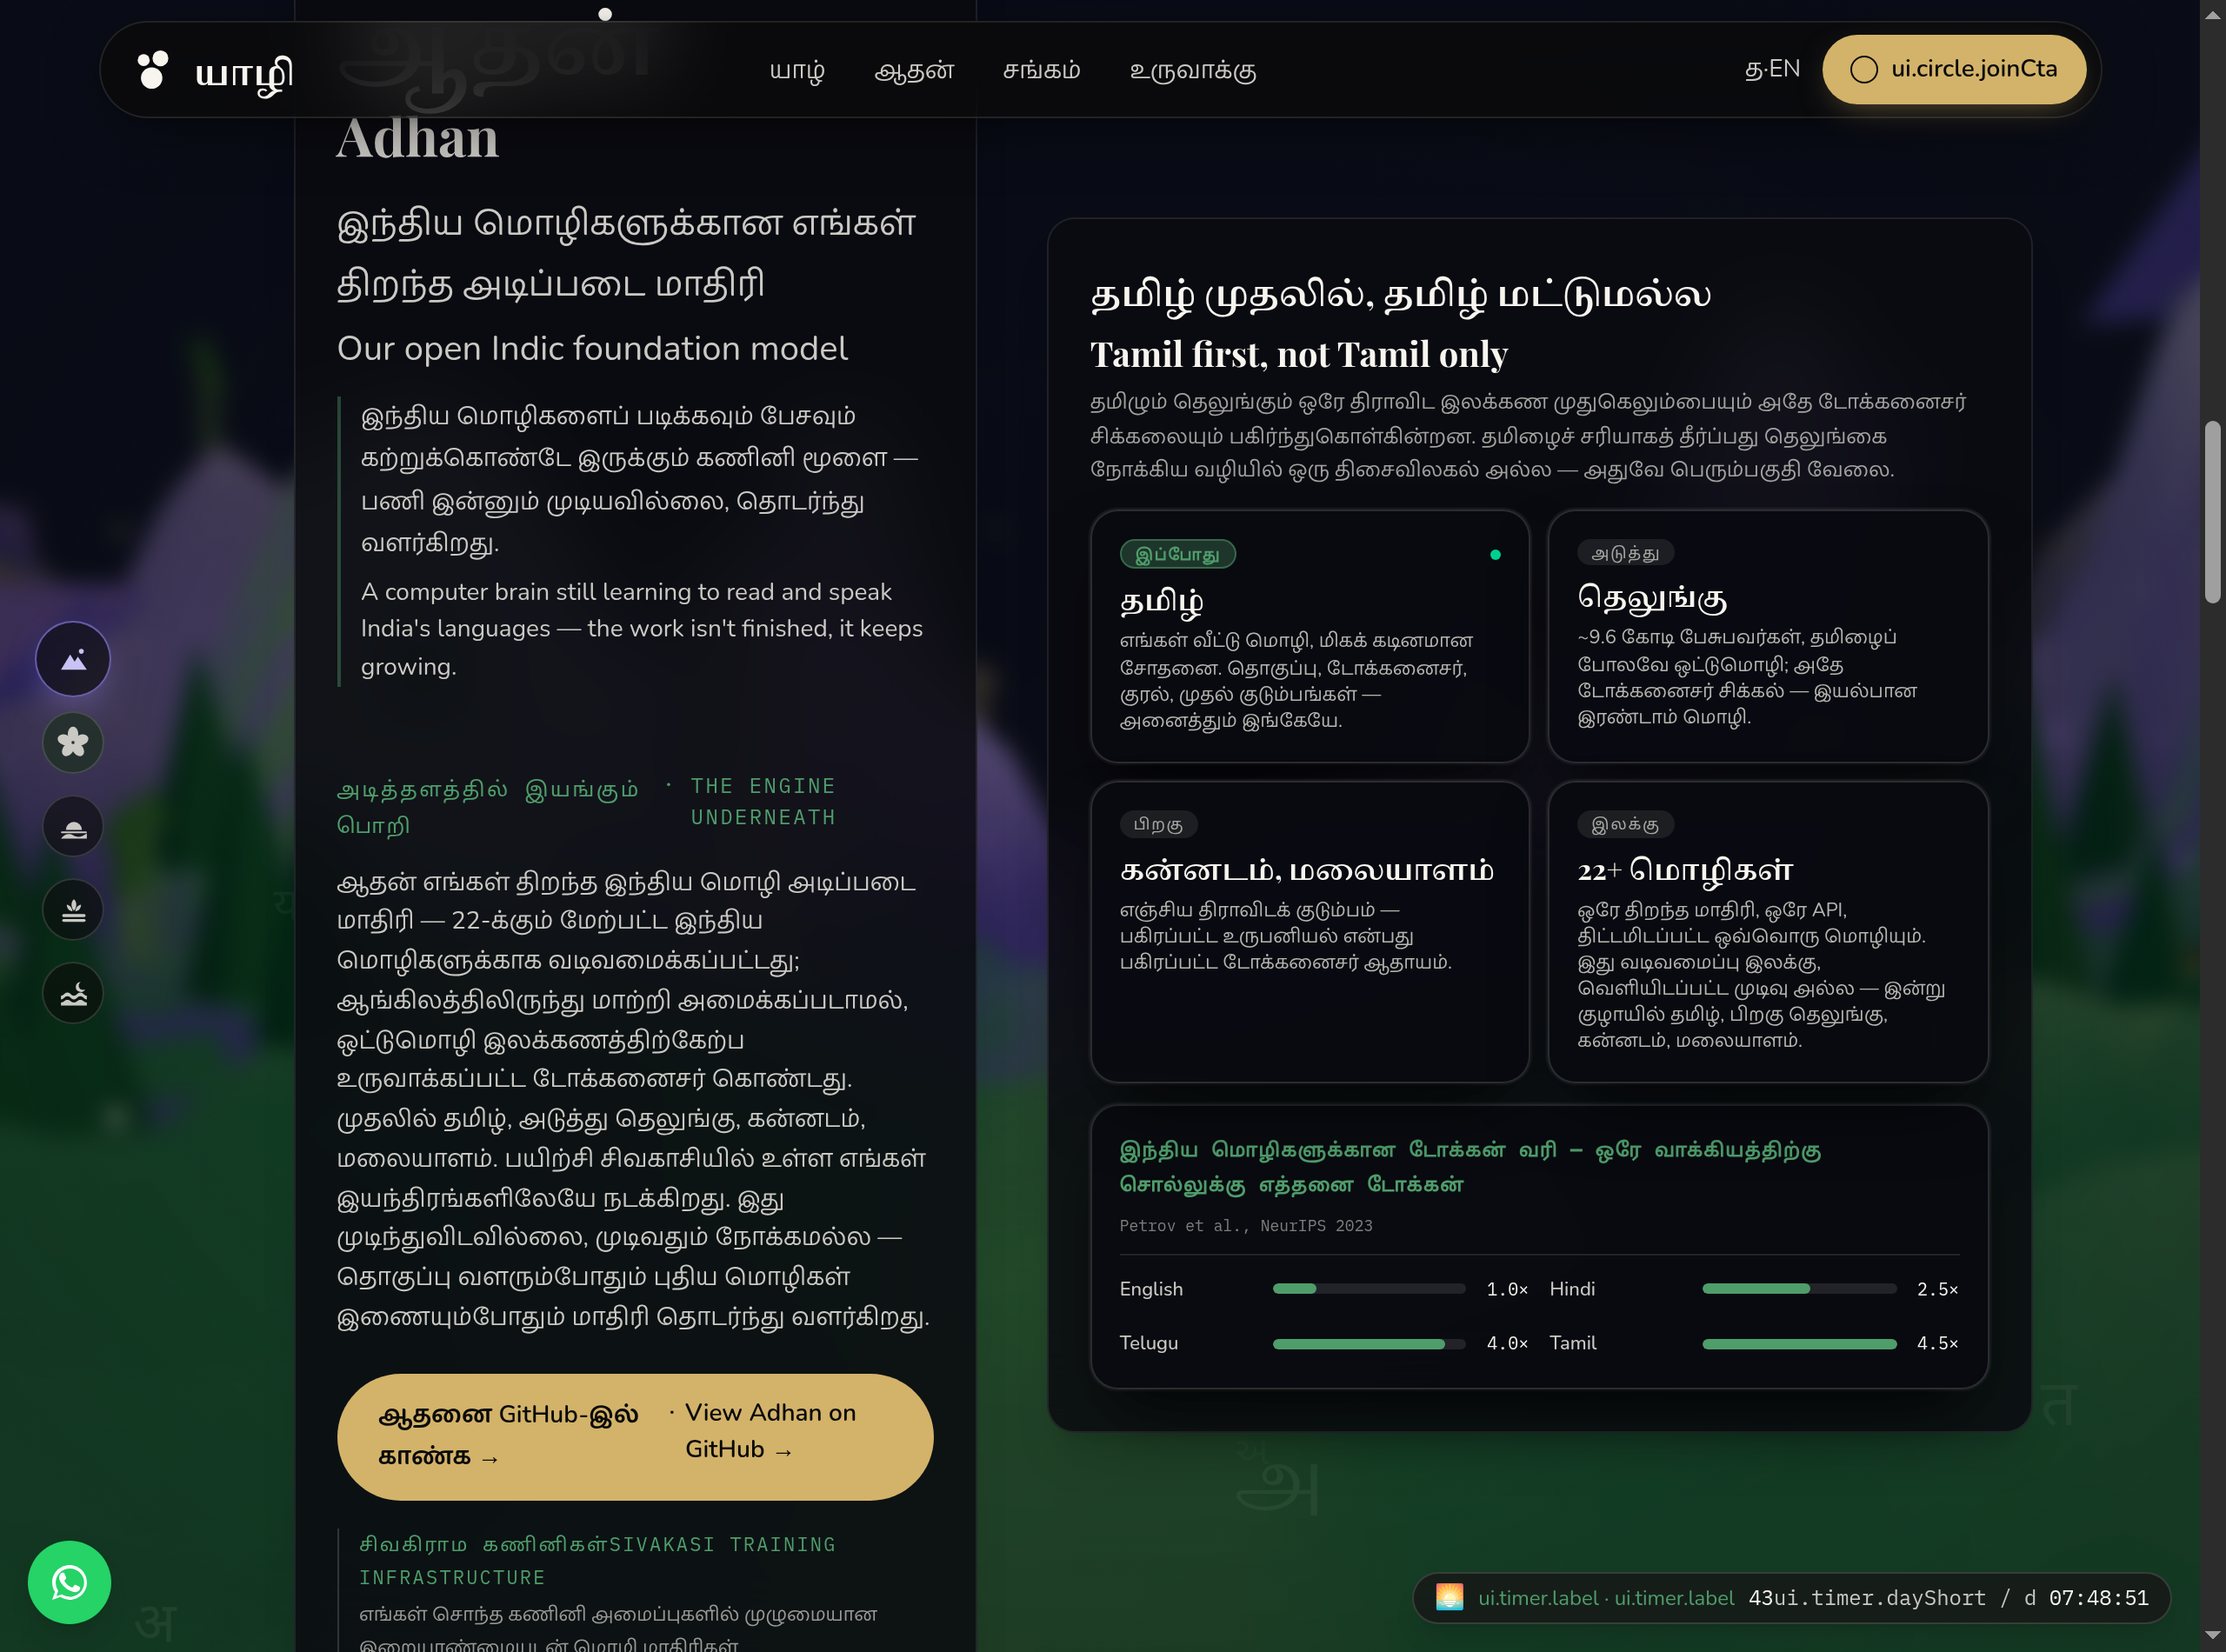 யாழி
யாழ்
ஆதன்
சங்கம்
உருவாக்கு
த·EN
ui.circle.joinCta
ஆதன்
Adhan
இந்திய மொழிகளுக்கான எங்கள்
திறந்த அடிப்படை மாதிரி
Our open Indic foundation model
இந்திய மொழிகளைப் படிக்கவும் பேசவும்
கற்றுக்கொண்டே இருக்கும் கணினி மூளை —
பணி இன்னும் முடியவில்லை, தொடர்ந்து
வளர்கிறது.
A computer brain still learning to read and speak
India's languages — the work isn't finished, it keeps
growing.
அடித்தளத்தில் இயங்கும்
பொறி
· THE ENGINE
UNDERNEATH
ஆதன் எங்கள் திறந்த இந்திய மொழி அடிப்படை
மாதிரி — 22-க்கும் மேற்பட்ட இந்திய
மொழிகளுக்காக வடிவமைக்கப்பட்டது;
ஆங்கிலத்திலிருந்து மாற்றி அமைக்கப்படாமல்,
ஒட்டுமொழி இலக்கணத்திற்கேற்ப
உருவாக்கப்பட்ட டோக்கனைசர் கொண்டது.
முதலில் தமிழ், அடுத்து தெலுங்கு, கன்னடம்,
மலையாளம். பயிற்சி சிவகாசியில் உள்ள எங்கள்
இயந்திரங்களிலேயே நடக்கிறது. இது
முடிந்துவிடவில்லை, முடிவதும் நோக்கமல்ல —
தொகுப்பு வளரும்போதும் புதிய மொழிகள்
இணையும்போதும் மாதிரி தொடர்ந்து வளர்கிறது.
ஆதனை GitHub-இல்
காண்க →
· View Adhan on
GitHub →
சிவகிராம கணினிகள்SIVAKASI TRAINING
INFRASTRUCTURE
எங்கள் சொந்த கணினி அமைப்புகளில் முழுமையான
இறையாண்மையுடன் மொழி மாதிரிகள்
தமிழ் முதலில், தமிழ் மட்டுமல்ல
Tamil first, not Tamil only
தமிழும் தெலுங்கும் ஒரே திராவிட இலக்கண முதுகெலும்பையும் அதே டோக்கனைசர்
சிக்கலையும் பகிர்ந்துகொள்கின்றன. தமிழைச் சரியாகத் தீர்ப்பது தெலுங்கை
நோக்கிய வழியில் ஒரு திசைவிலகல் அல்ல — அதுவே பெரும்பகுதி வேலை.
இப்போது
தமிழ்
எங்கள் வீட்டு மொழி, மிகக் கடினமான
சோதனை. தொகுப்பு, டோக்கனைசர்,
குரல், முதல் குடும்பங்கள் —
அனைத்தும் இங்கேயே.
அடுத்து
தெலுங்கு
~9.6 கோடி பேசுபவர்கள், தமிழைப்
போலவே ஒட்டுமொழி; அதே
டோக்கனைசர் சிக்கல் — இயல்பான
இரண்டாம் மொழி.
பிறகு
கன்னடம், மலையாளம்
எஞ்சிய திராவிடக் குடும்பம் —
பகிரப்பட்ட உருபனியல் என்பது
பகிரப்பட்ட டோக்கனைசர் ஆதாயம்.
இலக்கு
22+ மொழிகள்
ஒரே திறந்த மாதிரி, ஒரே API,
திட்டமிடப்பட்ட ஒவ்வொரு மொழியும்.
இது வடிவமைப்பு இலக்கு,
வெளியிடப்பட்ட முடிவு அல்ல — இன்று
குழாயில் தமிழ், பிறகு தெலுங்கு,
கன்னடம், மலையாளம்.
இந்திய மொழிகளுக்கான டோக்கன் வரி — ஒரே வாக்கியத்திற்கு
சொல்லுக்கு எத்தனை டோக்கன்
Petrov et al., NeurIPS 2023
English 1.0× Hindi 2.5×
Telugu 4.0× Tamil 4.5×
த
அ
अ
ui.timer.label · ui.timer.label 43ui.timer.dayShort / d 07:48:51